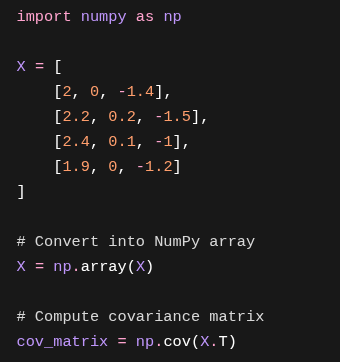 import numpy as np

X = [
    [2, 0, -1.4],
    [2.2, 0.2, -1.5],
    [2.4, 0.1, -1],
    [1.9, 0, -1.2]
]

# Convert into NumPy array
X = np.array(X)

# Compute covariance matrix
cov_matrix = np.cov(X.T)